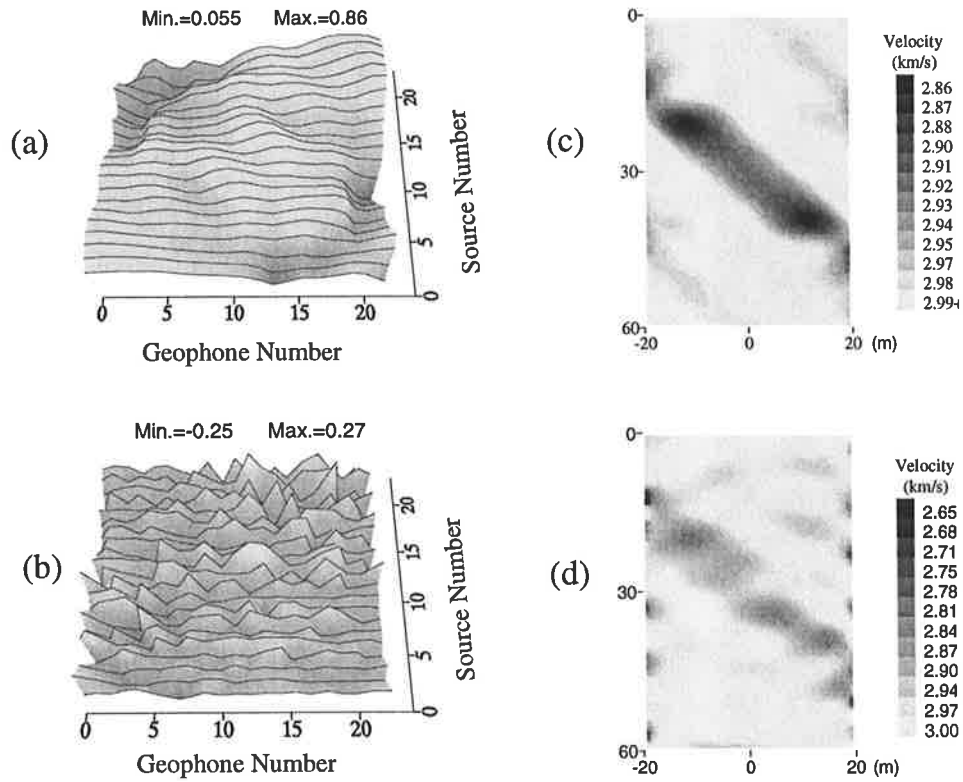 Min.=0.055 Max.=0.86
(a)
20
15
10
5
0
Source Number
0 5 10 15 20
Geophone Number
(c)
0
30
60
-20 0 20 (m)
Velocity
(km/s)
2.86
2.87
2.88
2.90
2.91
2.92
2.93
2.94
2.95
2.97
2.98
2.99+
Min.=-0.25 Max.=0.27
(b)
20
15
10
5
0
Source Number
0 5 10 15 20
Geophone Number
(d)
0
30
60
-20 0 20 (m)
Velocity
(km/s)
2.65
2.68
2.71
2.75
2.78
2.81
2.84
2.87
2.90
2.94
2.97
3.00